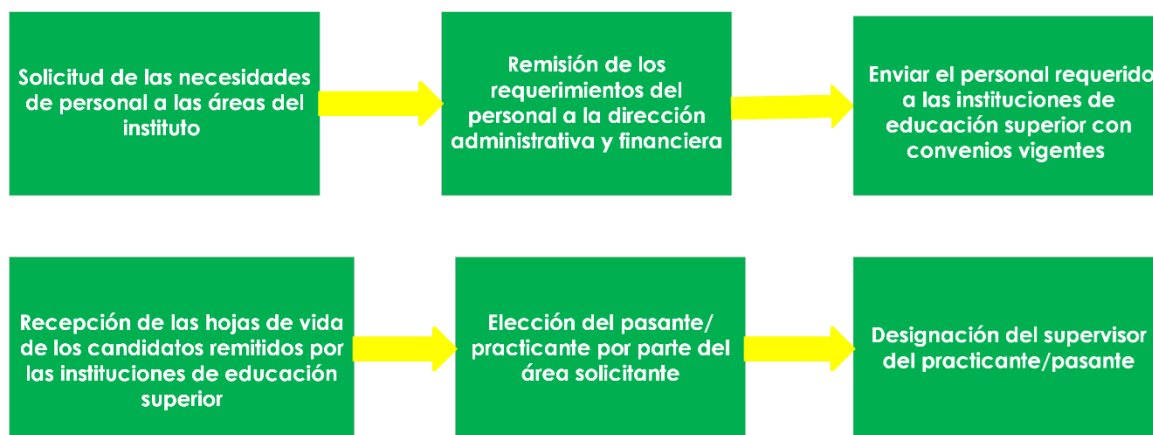 Solicitud de las necesidades
de personal a las áreas del
instituto
Remisión de los
requerimientos del
personal a la dirección
administrativa y financiera
Enviar el personal requerido
a las instituciones de
educación superior con
convenios vigentes
Recepción de las hojas de vida
de los candidatos remitidos por
las instituciones de educación
superior
Elección del pasante/
practicante por parte del
área solicitante
Designación del supervisor
del practicante/pasante